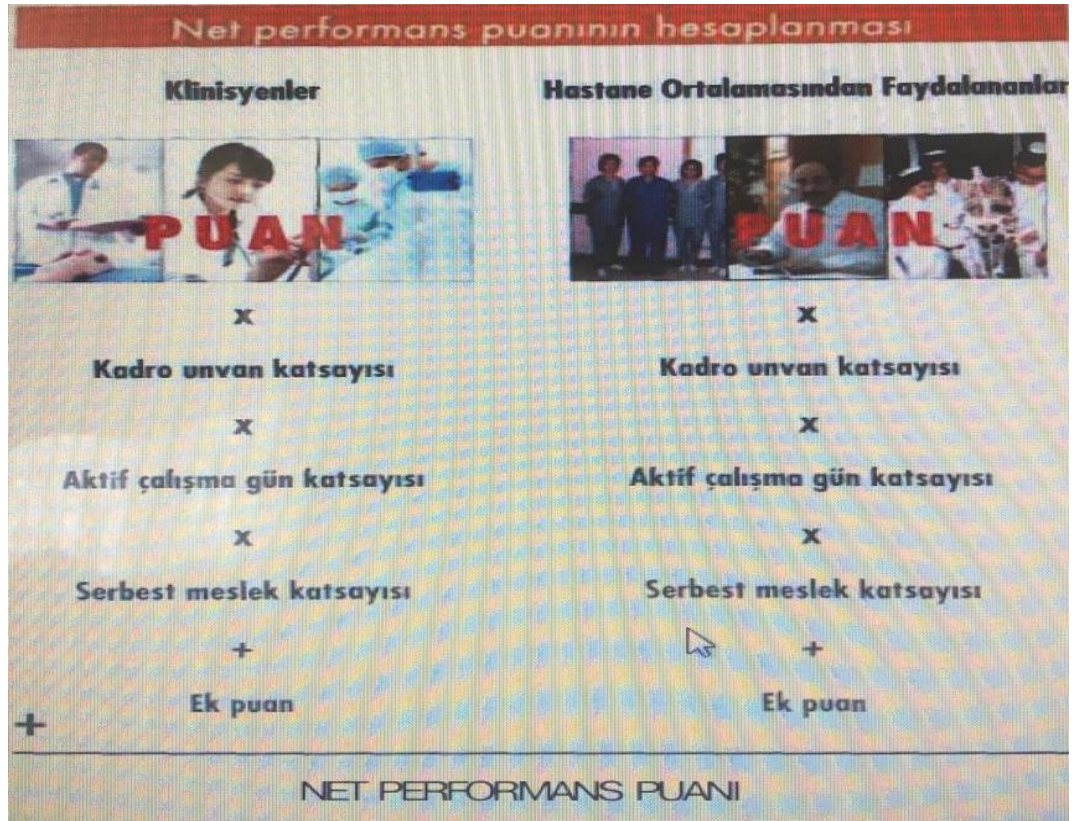 Net performans puanının hesaplanması
Klinisyenler
Hastane Ortalamasından Faydalananlar
PUAN
PUAN
x
x
Kadro unvan katsayısı
Kadro unvan katsayısı
x
x
Aktif çalışma gün katsayısı
Aktif çalışma gün katsayısı
x
x
Serbest meslek katsayısı
Serbest meslek katsayısı
+
+
Ek puan
Ek puan
+
NET PERFORMANS PUANI